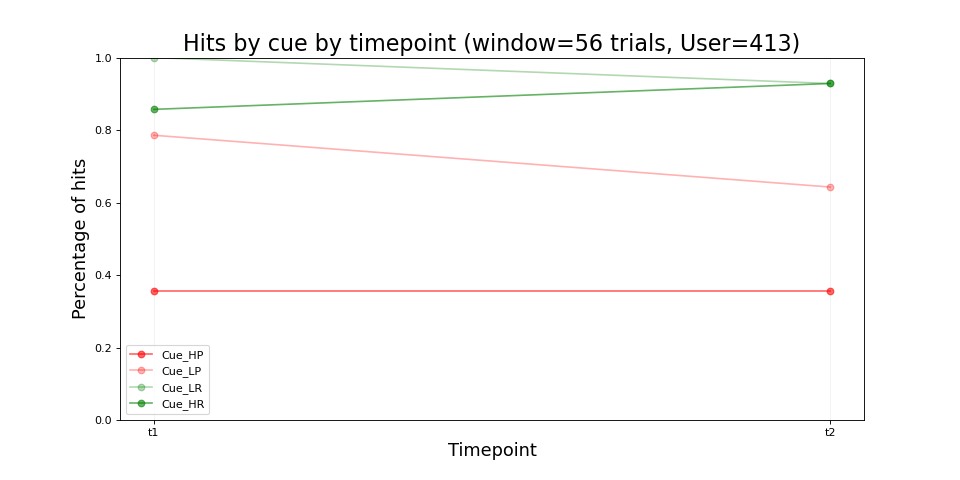 Hits by cue by timepoint (window=56 trials, User=413)
Percentage of hits
1.0
0.8
0.6
0.4
0.2
0.0
Cue_HP
Cue_LP
Cue_LR
Cue_HR
t1
t2
Timepoint